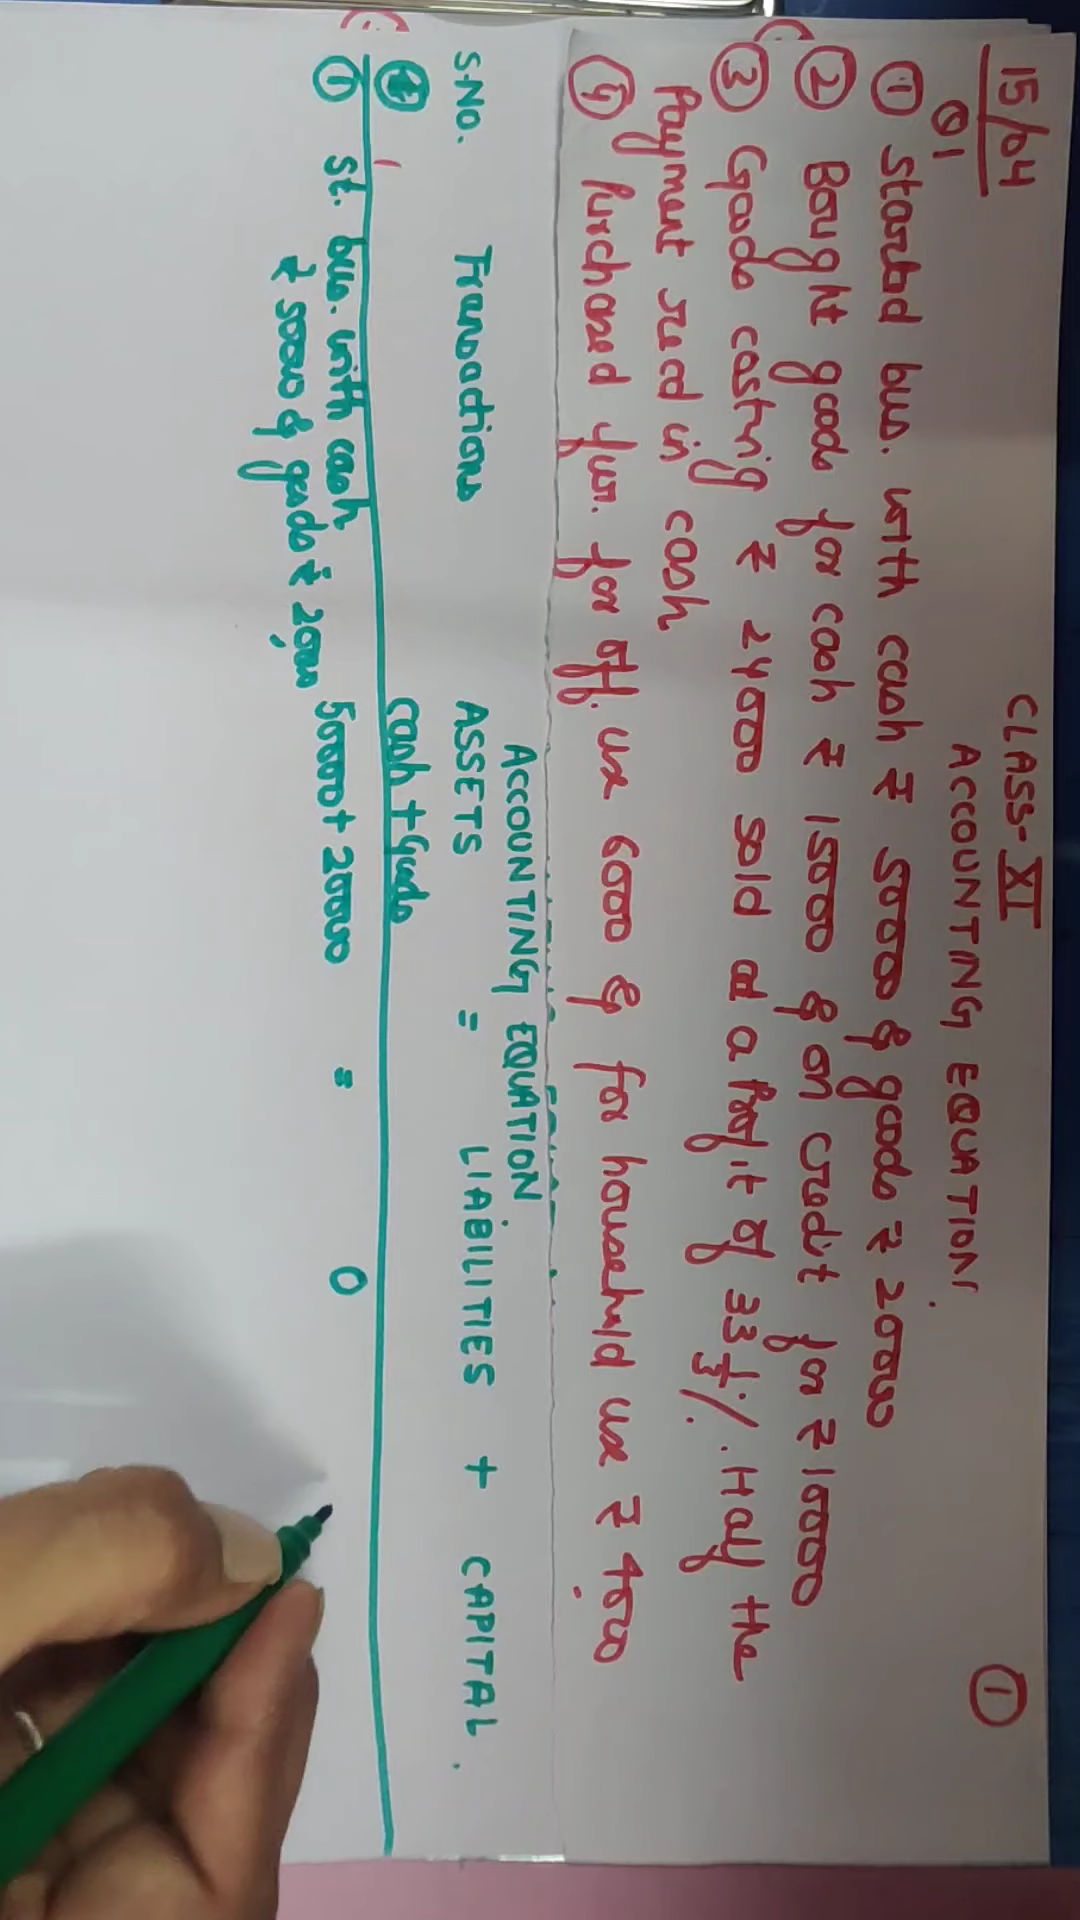 15/04
CLASS-XI
①
Q1
ACCOUNTING EQUATION
① Started bus. with cash ₹ 50000 & goods ₹ 20000
② Bought goods for cash ₹ 15000 & on credit for ₹ 10000
③ Goods costing ₹ 24000 sold at a Profit of 33 1/3 %. Half the
Payment recd in cash
④ Purchased fur. for off. use 6000 & for household use ₹ 4000
ACCOUNTING EQUATION
S.NO. Transactions ASSETS = LIABILITIES + CAPITAL.
Cash + Goods
① St. bus. with cash 50000 + 20000 = 0
₹ 50000 & goods ₹ 20000